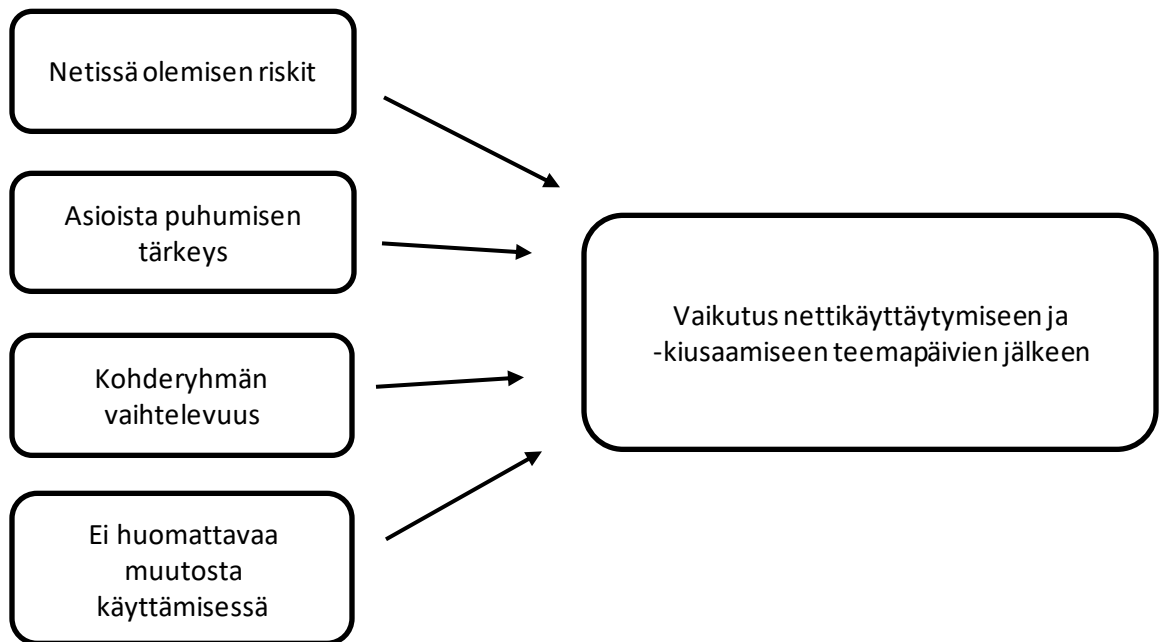 Netissä olemisen riskit
Asioista puhumisen
tärkeys
Kohderyhmän
vaihtelevuus
Ei huomattavaa
muutosta
käyttämisessä
Vaikutus nettikäyttäytymiseen ja
-kiusaamiseen teemapäivien jälkeen